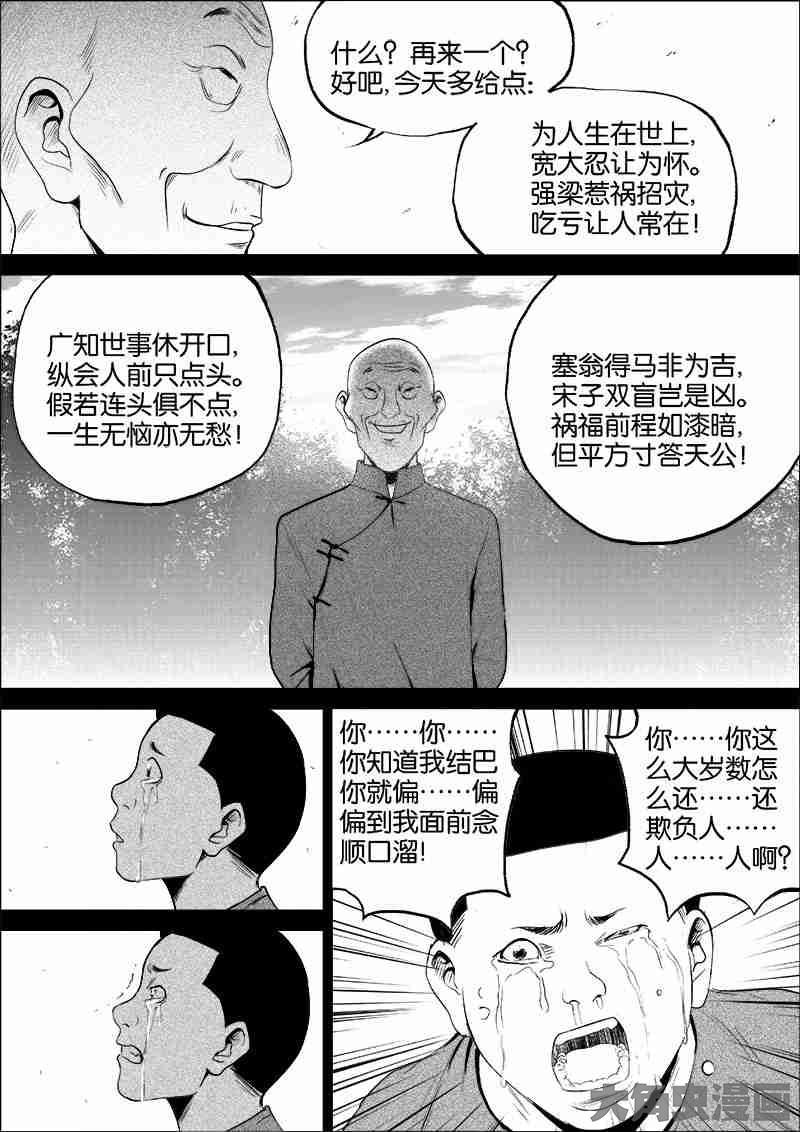 什么？再来一个？
好吧，今天多给点：
为人生在世上，
宽大忍让为怀。
强梁惹祸招灾，
吃亏让人常在！
广知世事休开口，
纵会人前只点头。
假若连头俱不点，
一生无恼亦无愁！
塞翁得马非为吉，
宋子双盲岂是凶。
祸福前程如漆暗，
但平方寸答天公！
你……你……
你知道我结巴
你就偏……偏
偏到我面前念
顺口溜！
你……你这
么大岁数怎
么还……还
欺负人……
人……人啊？
大角虫漫画